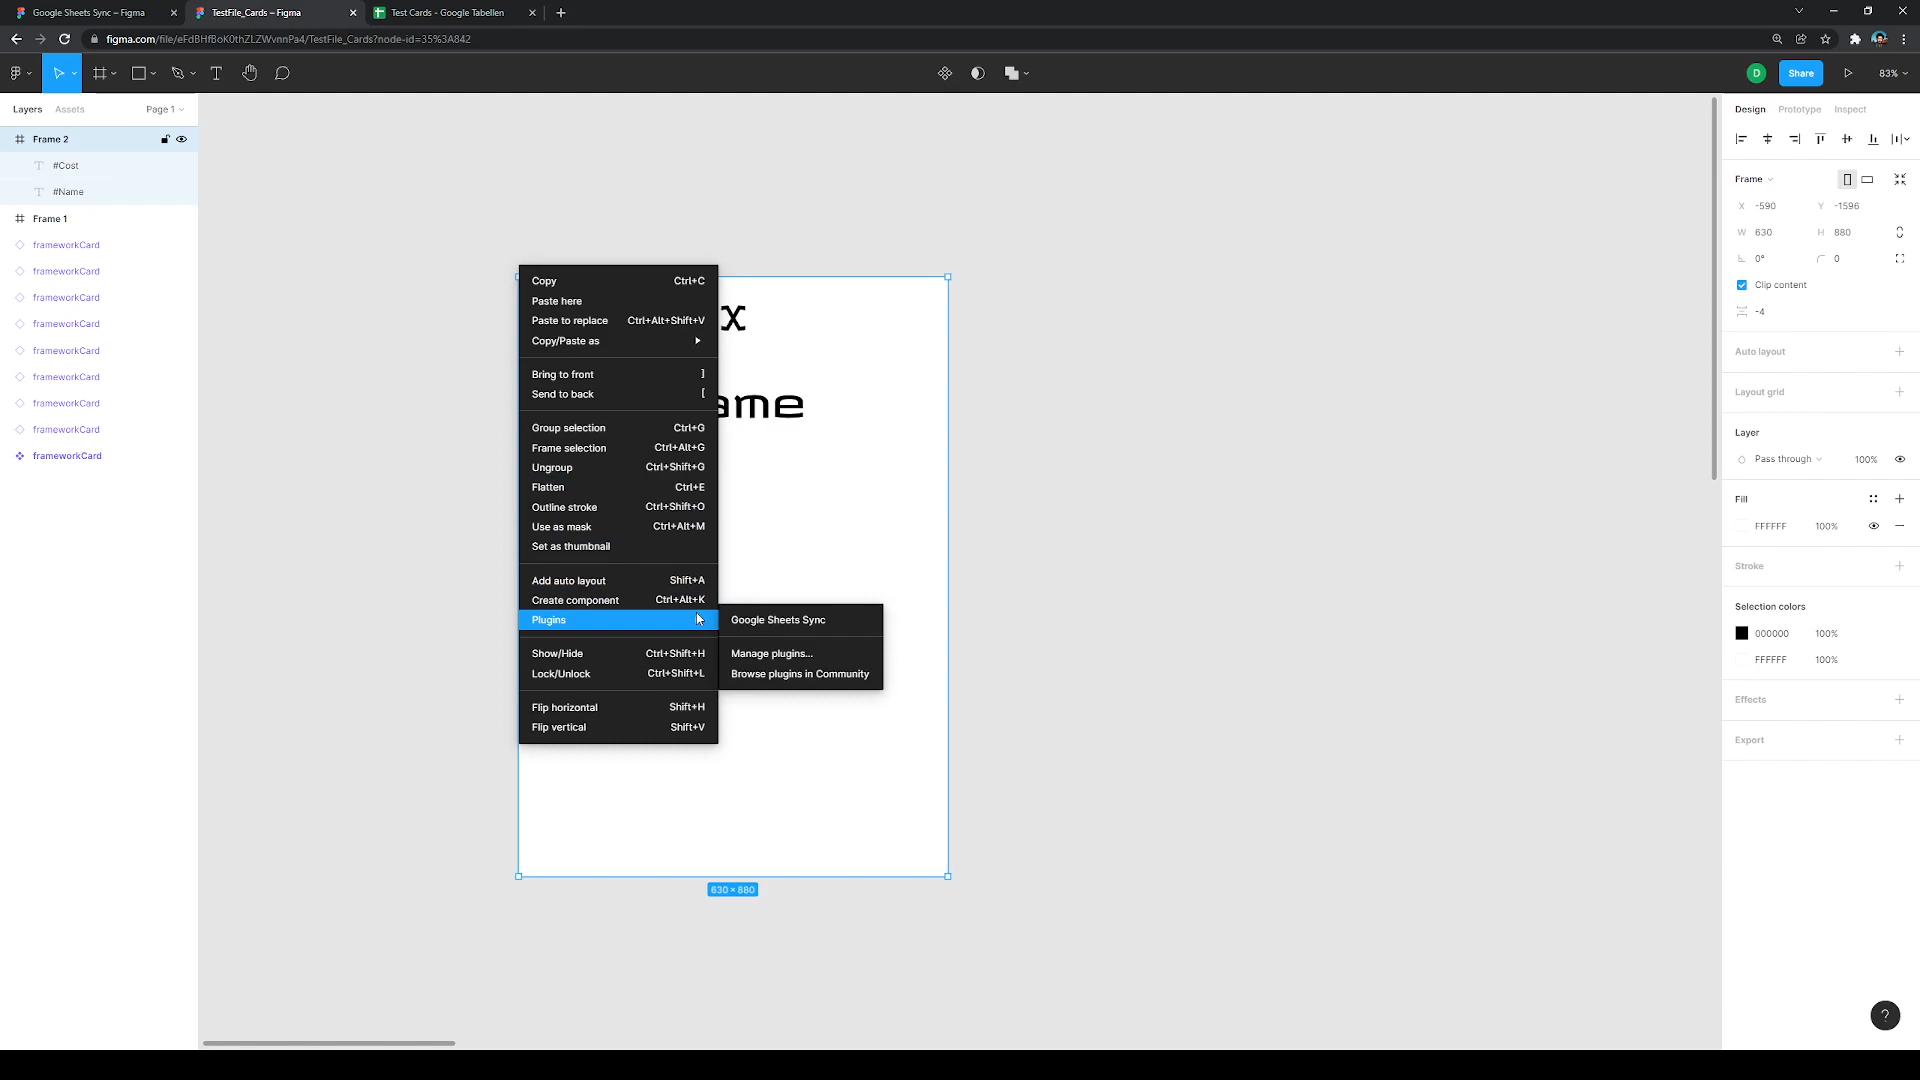 Google Sheets Sync – Figma
TestFile_Cards – Figma
Test Cards - Google Tabellen
figma.com/file/eFdBHfBoK0thZLZWvnnPa4/TestFile_Cards?node-id=35%3A842
D
Share
83%
Layers
Assets
Page 1
Frame 2
#Cost
#Name
Frame 1
frameworkCard
frameworkCard
frameworkCard
frameworkCard
frameworkCard
frameworkCard
frameworkCard
frameworkCard
frameworkCard
x
ame
Copy Ctrl+C
Paste here
Paste to replace Ctrl+Alt+Shift+V
Copy/Paste as
Bring to front ]
Send to back [
Group selection Ctrl+G
Frame selection Ctrl+Alt+G
Ungroup Ctrl+Shift+G
Flatten Ctrl+E
Outline stroke Ctrl+Shift+O
Use as mask Ctrl+Alt+M
Set as thumbnail
Add auto layout Shift+A
Create component Ctrl+Alt+K
Plugins
Show/Hide Ctrl+Shift+H
Lock/Unlock Ctrl+Shift+L
Flip horizontal Shift+H
Flip vertical Shift+V
Google Sheets Sync
Manage plugins...
Browse plugins in Community
630 × 880
Design
Prototype
Inspect
Frame
X -590 Y -1596
W 630 H 880
0° 0
Clip content
-4
Auto layout
Layout grid
Layer
Pass through 100%
Fill
FFFFFF 100%
Stroke
Selection colors
000000 100%
FFFFFF 100%
Effects
Export
?